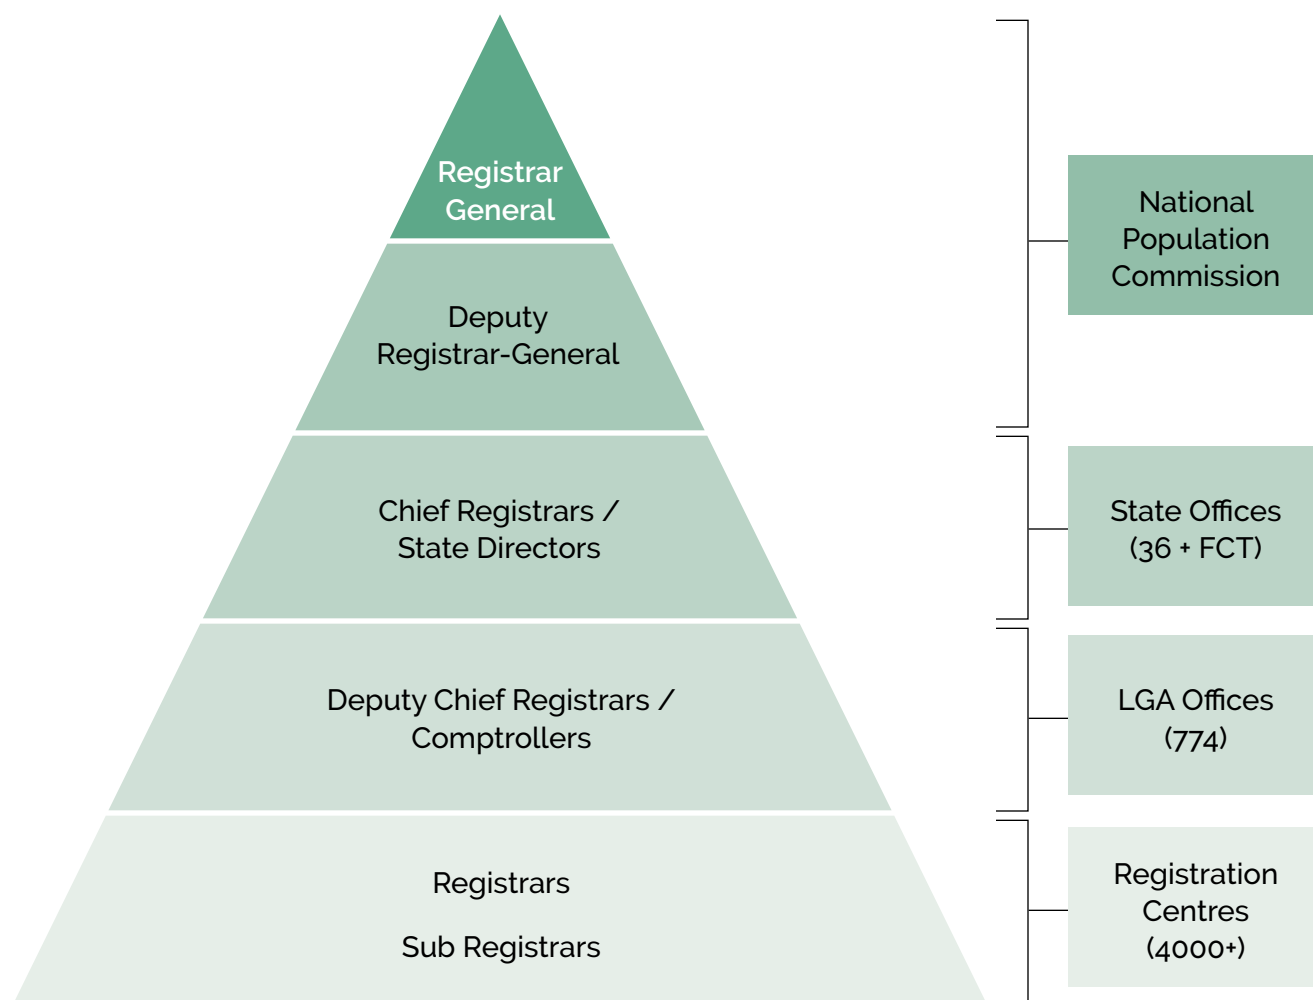 Registrar
General
Deputy
Registrar-General
Chief Registrars /
State Directors
Deputy Chief Registrars /
Comptrollers
Registrars
Sub Registrars
National
Population
Commission
State Offices
(36 + FCT)
LGA Offices
(774)
Registration
Centres
(4000+)